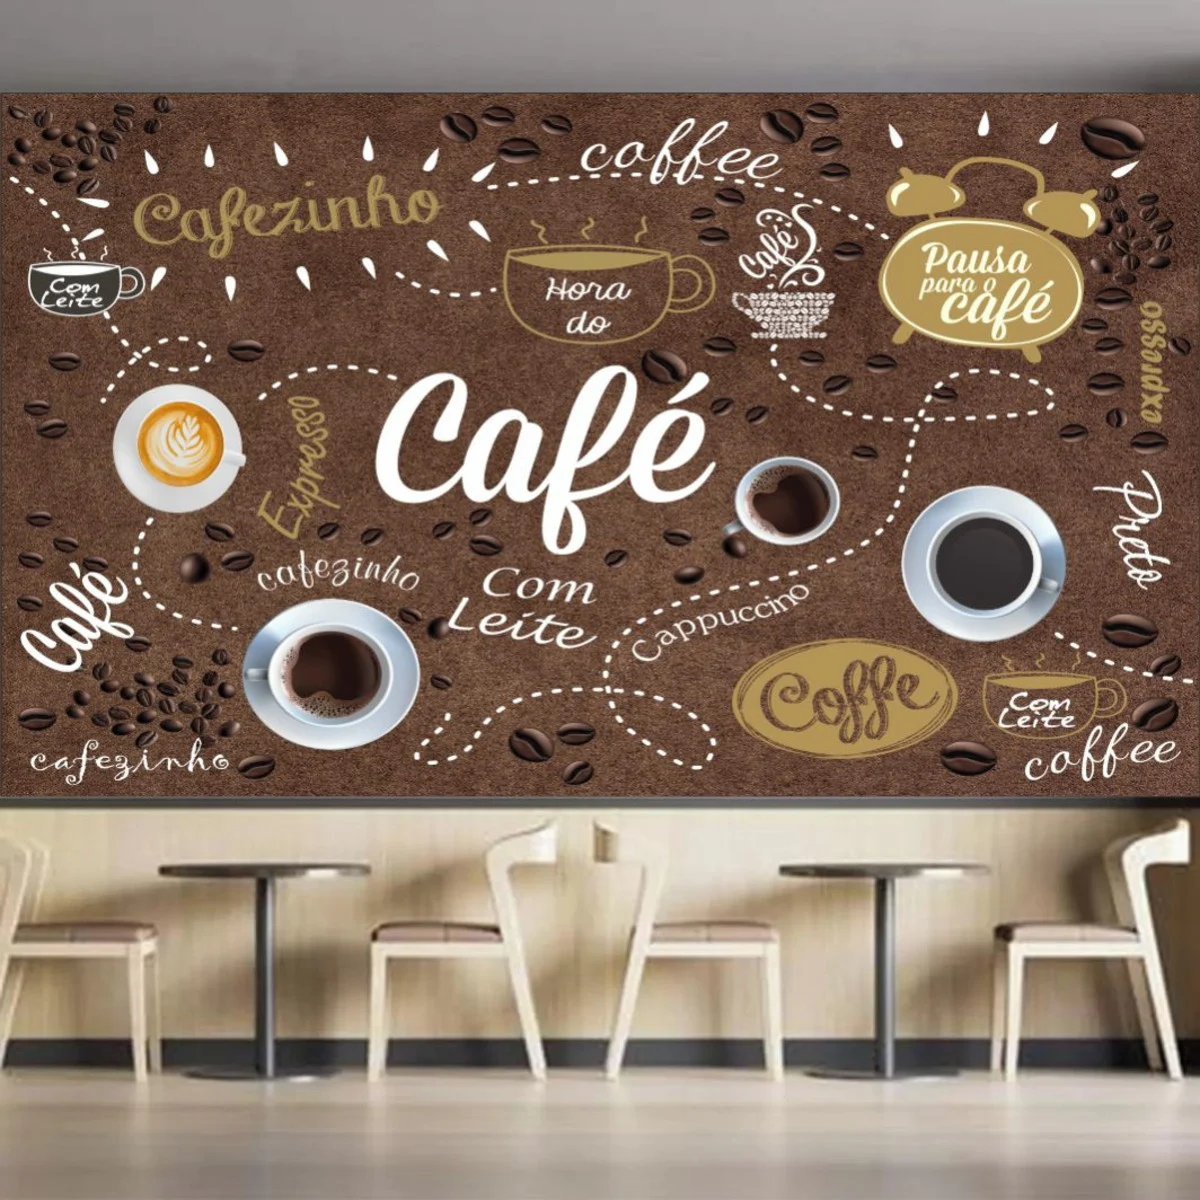 coffee
Cafezinho
Café
Pausa
para o
café
Com
Leite
Hora
do
expresso
Café
Expresso
Preto
cafezinho
Com
Leite
Cappuccino
Café
Coffe
Com
Leite
cafezinho
coffee